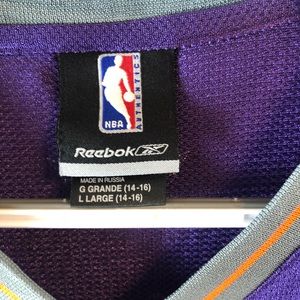 NBA
AUTHENTICS
Reebok
MADE IN RUSSIA
G GRANDE (14-16)
L LARGE (14-16)